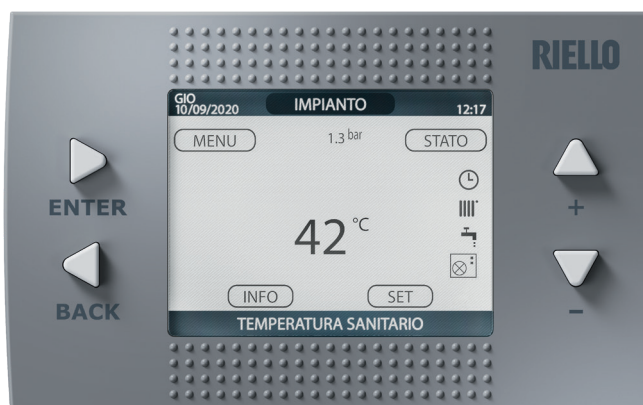 RIELLO
GIO
10/09/2020 IMPIANTO 12:17
MENU 1.3 bar STATO
ENTER
42 °C
+
INFO SET
BACK
TEMPERATURA SANITARIO
-